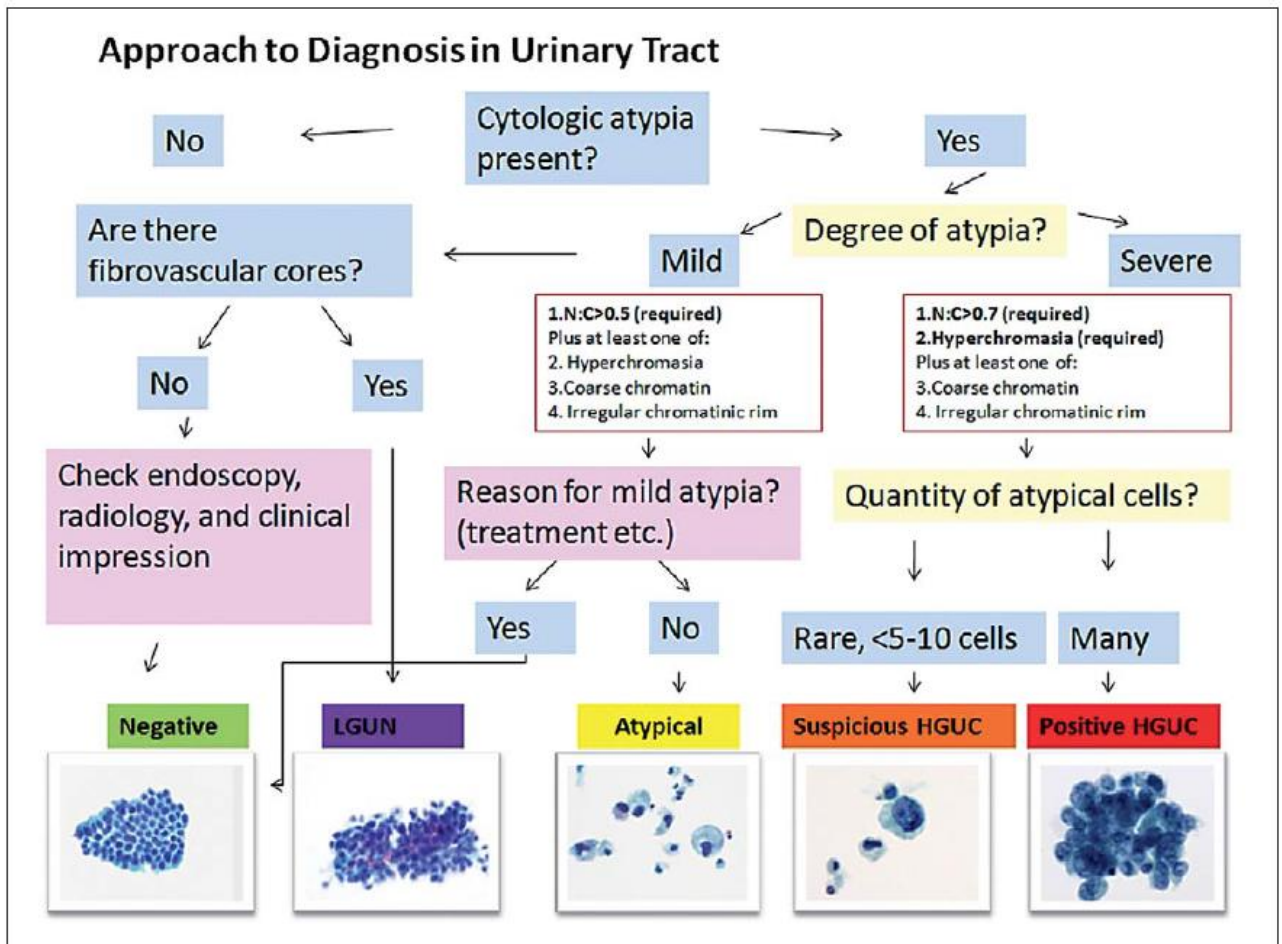 Approach to Diagnosis in Urinary Tract
No
Cytologic atypia
present?
Yes
Are there
fibrovascular cores?
Degree of atypia?
Mild
Severe
1.N:C>0.5 (required)
Plus at least one of:
2. Hyperchromasia
3.Coarse chromatin
4. Irregular chromatinic rim
1.N:C>0.7 (required)
2.Hyperchromasia (required)
Plus at least one of:
3.Coarse chromatin
4. Irregular chromatinic rim
No
Yes
Check endoscopy,
radiology, and clinical
impression
Reason for mild atypia?
(treatment etc.)
Quantity of atypical cells?
Yes
No
Rare, <5-10 cells
Many
Negative
LGUN
Atypical
Suspicious HGUC
Positive HGUC